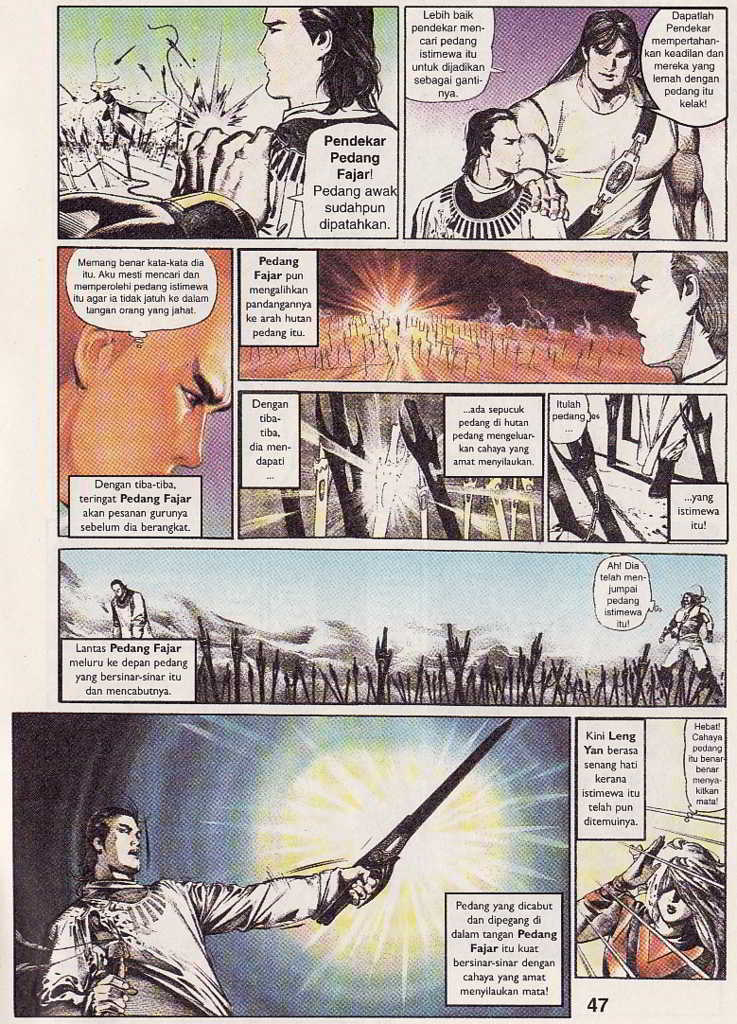 Pendekar
Pedang
Fajar!
Pedang awak
sudahpun
dipatahkan.
Lebih baik
pendekar men-
cari pedang
istimewa itu
untuk dijadikan
sebagai ganti-
nya.
Dapatlah
Pendekar
mempertahan-
kan keadilan dan
mereka yang
lemah dengan
pedang itu
kelak!
Memang benar kata-kata dia
itu. Aku mesti mencari dan
memperolehi pedang istimewa
itu agar ia tidak jatuh ke dalam
tangan orang yang jahat.
Dengan tiba-tiba,
teringat Pedang Fajar
akan pesanan gurunya
sebelum dia berangkat.
Pedang
Fajar pun
mengalihkan
pandangannya
ke arah hutan
pedang itu.
Dengan
tiba-
tiba,
dia men-
dapati
...
...ada sepucuk
pedang di hutan
pedang mengeluar-
kan cahaya yang
amat menyilaukan.
Itulah
pedang
...
...yang
istimewa
itu!
Ah! Dia
telah men-
jumpai
pedang
istimewa
itu!
Lantas Pedang Fajar
meluru ke depan pedang
yang bersinar-sinar itu
dan mencabutnya.
Pedang yang dicabut
dan dipegang di
dalam tangan Pedang
Fajar itu kuat
bersinar-sinar dengan
cahaya yang amat
menyilaukan mata!
Kini Leng
Yan berasa
senang hati
kerana
istimewa itu
telah pun
ditemuinya.
Hebat!
Cahaya
pedang
itu benar-
benar
menya-
kitkan
mata!
47